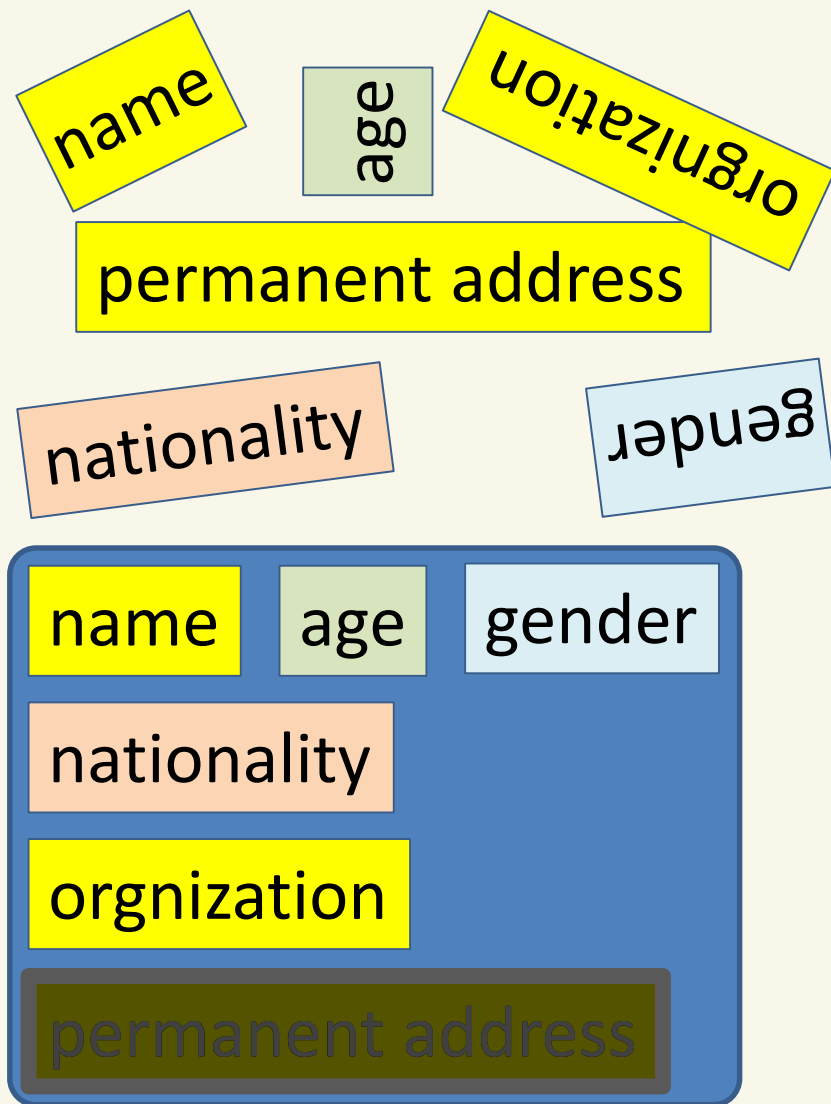 name
age
orgnization
permanent address
nationality
gender
name age gender
nationality
orgnization
permanent address